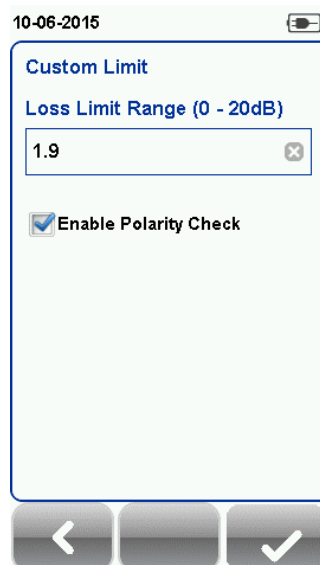 10-06-2015
Custom Limit
Loss Limit Range (0 - 20dB)
1.9
Enable Polarity Check